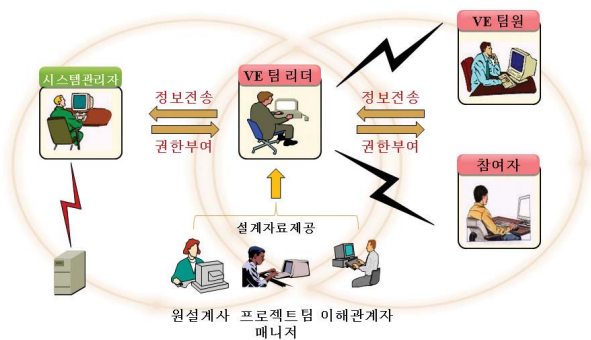 VE 팀원
시스템관리자
VE 팀 리더
정보전송
정보전송
권한부여
권한부여
참여자
설계자료제공
원설계사 프로젝트팀 이해관계자
매니저